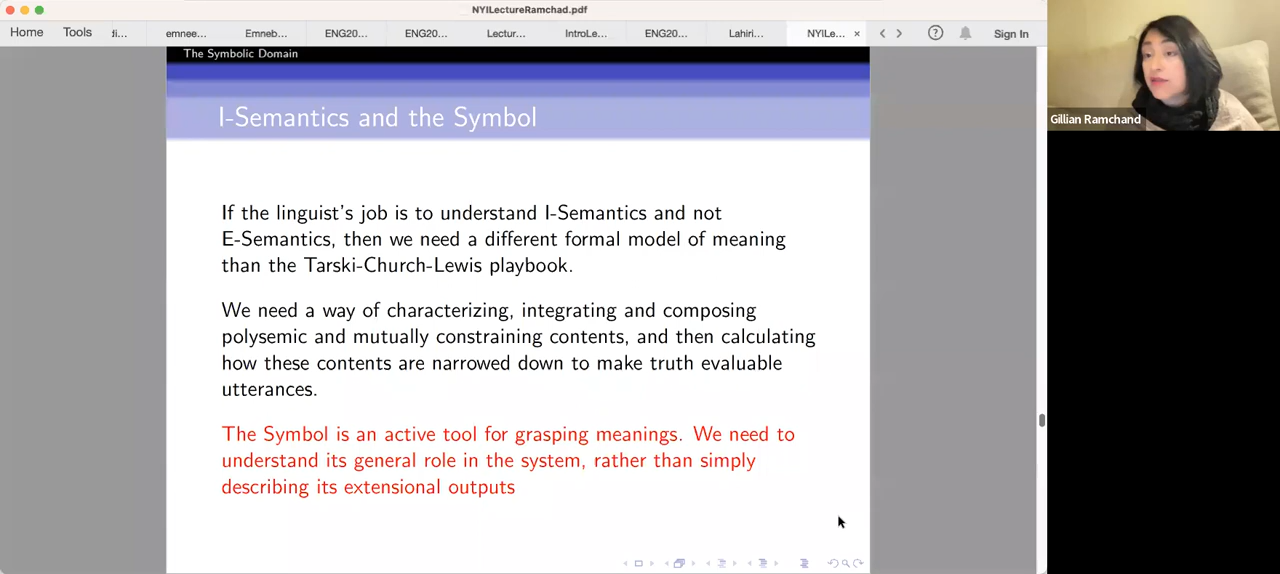 NYILectureRamchad.pdf
Home Tools di... emnee... Emneb... ENG20... ENG20... Lectur... IntroLe... ENG20... Lahiri... NYILe... × Sign In
The Symbolic Domain
I-Semantics and the Symbol
Gillian Ramchand
If the linguist's job is to understand I-Semantics and not
E-Semantics, then we need a different formal model of meaning
than the Tarski-Church-Lewis playbook.
We need a way of characterizing, integrating and composing
polysemic and mutually constraining contents, and then calculating
how these contents are narrowed down to make truth evaluable
utterances.
The Symbol is an active tool for grasping meanings. We need to
understand its general role in the system, rather than simply
describing its extensional outputs